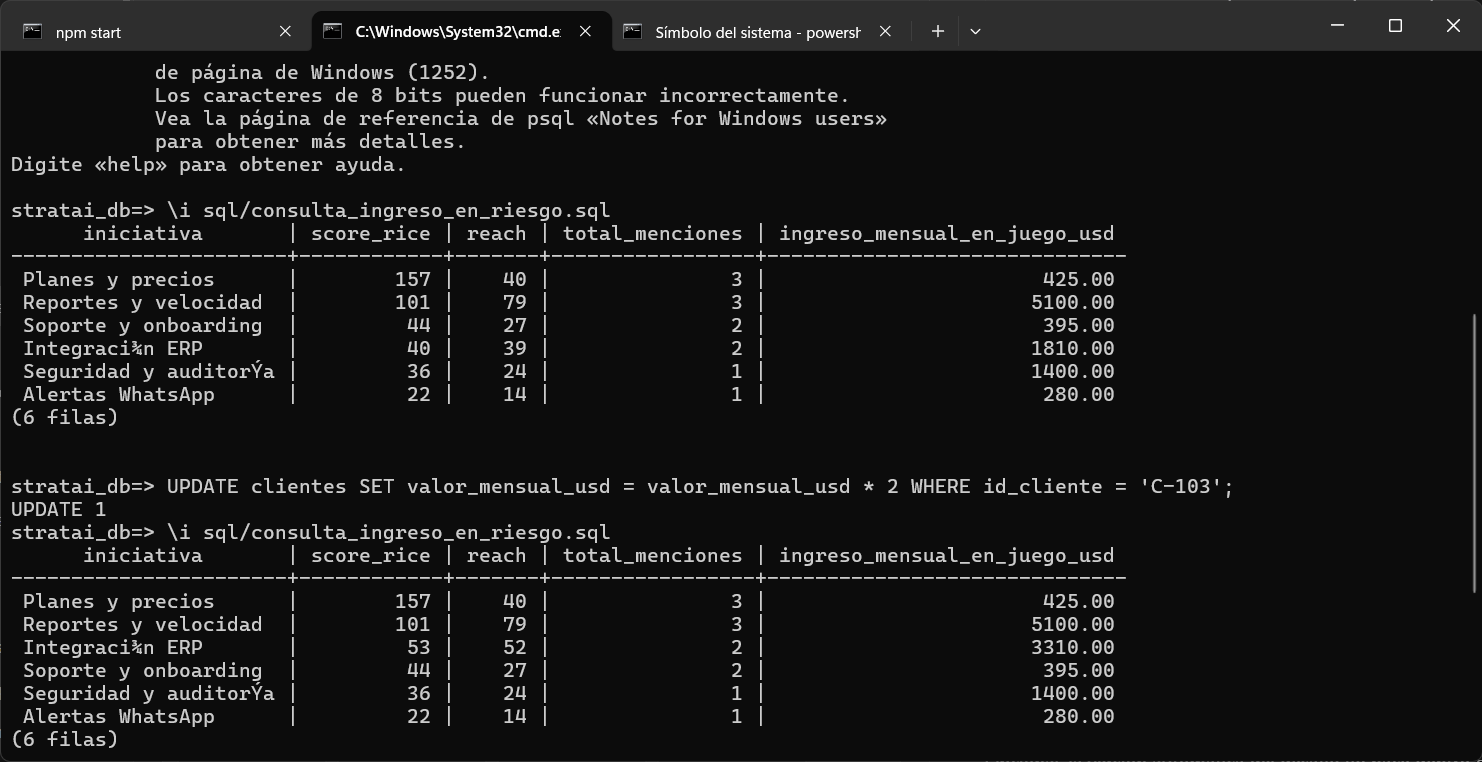 npm start
C:\Windows\System32\cmd.e
Símbolo del sistema - powersh
de página de Windows (1252).
Los caracteres de 8 bits pueden funcionar incorrectamente.
Vea la página de referencia de psql «Notes for Windows users»
para obtener más detalles.
Digite «help» para obtener ayuda.
stratai_db=> \i sql/consulta_ingreso_en_riesgo.sql
iniciativa | score_rice | reach | total_menciones | ingreso_mensual_en_juego_usd
-----------------------+------------+-------+-----------------+------------------------------
Planes y precios | 157 | 40 | 3 | 425.00
Reportes y velocidad | 101 | 79 | 3 | 5100.00
Soporte y onboarding | 44 | 27 | 2 | 395.00
Integraci¾n ERP | 40 | 39 | 2 | 1810.00
Seguridad y auditorÝa | 36 | 24 | 1 | 1400.00
Alertas WhatsApp | 22 | 14 | 1 | 280.00
(6 filas)
stratai_db=> UPDATE clientes SET valor_mensual_usd = valor_mensual_usd * 2 WHERE id_cliente = 'C-103';
UPDATE 1
stratai_db=> \i sql/consulta_ingreso_en_riesgo.sql
iniciativa | score_rice | reach | total_menciones | ingreso_mensual_en_juego_usd
-----------------------+------------+-------+-----------------+------------------------------
Planes y precios | 157 | 40 | 3 | 425.00
Reportes y velocidad | 101 | 79 | 3 | 5100.00
Integraci¾n ERP | 53 | 52 | 2 | 3310.00
Soporte y onboarding | 44 | 27 | 2 | 395.00
Seguridad y auditorÝa | 36 | 24 | 1 | 1400.00
Alertas WhatsApp | 22 | 14 | 1 | 280.00
(6 filas)